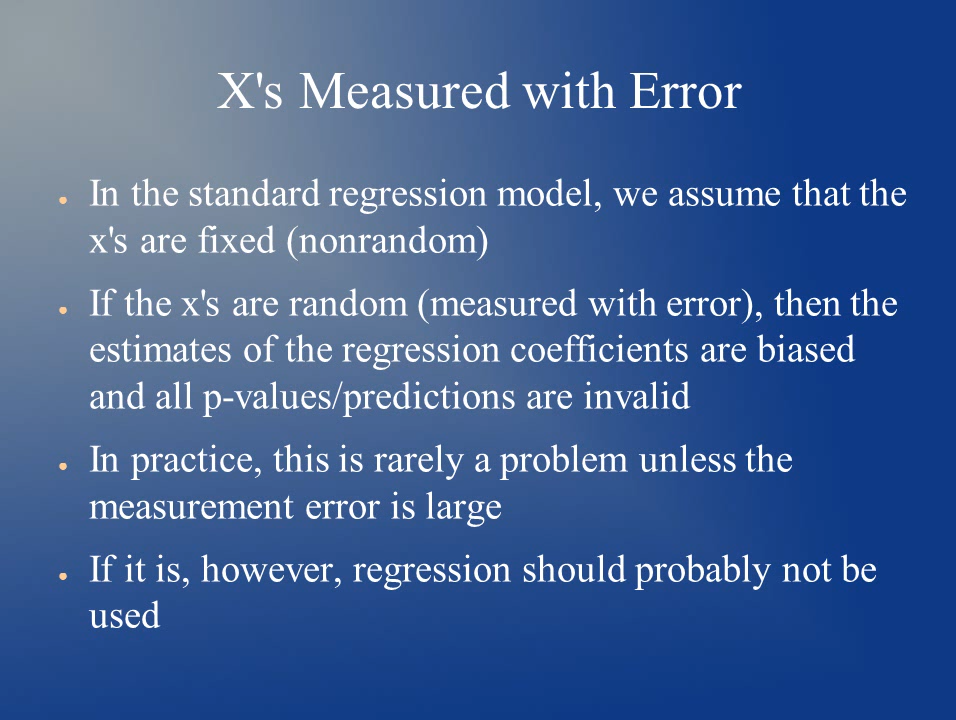 X's Measured with Error
● In the standard regression model, we assume that the
x's are fixed (nonrandom)
● If the x's are random (measured with error), then the
estimates of the regression coefficients are biased
and all p-values/predictions are invalid
● In practice, this is rarely a problem unless the
measurement error is large
● If it is, however, regression should probably not be
used